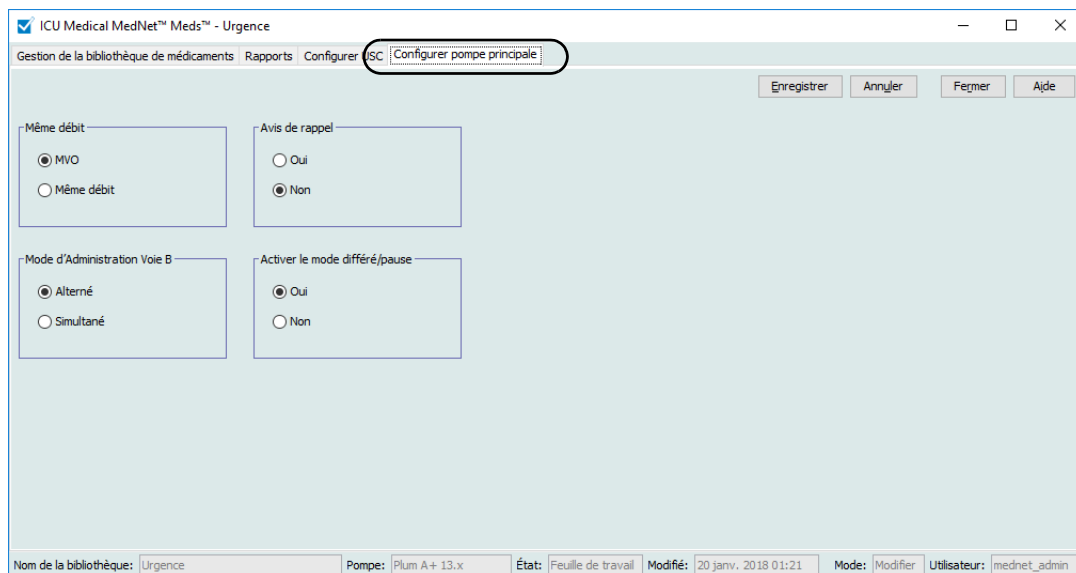 ICU Medical MedNet™ Meds™ - Urgence
Gestion de la bibliothèque de médicaments Rapports Configurer USC Configurer pompe principale
Enregistrer Annuler Fermer Aide
Même débit
MVO
Même débit
Avis de rappel
Oui
Non
Mode d'Administration Voie B
Alterné
Simultané
Activer le mode différé/pause
Oui
Non
Nom de la bibliothèque: Urgence Pompe: Plum A+ 13.x État: Feuille de travail Modifié: 20 janv. 2018 01:21 Mode: Modifier Utilisateur: mednet_admin